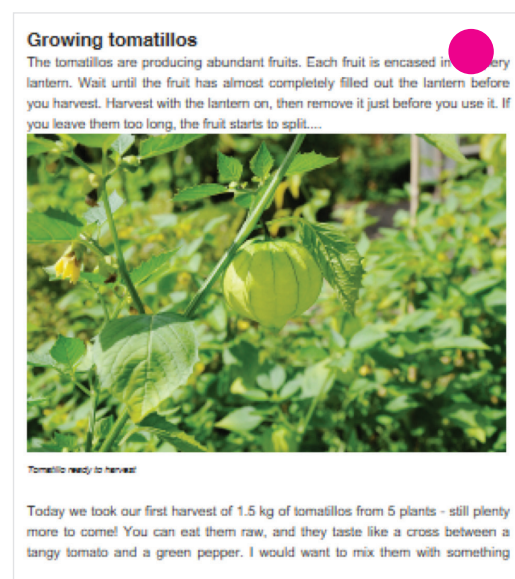 Growing tomatillos
The tomatillos are producing abundant fruits. Each fruit is encased in
lantern. Wait until the fruit has almost completely filled out the lantern before
you harvest. Harvest with the lantern on, then remove it just before you use it. If
you leave them too long, the fruit starts to split....
Tomatillo ready to harvest
Today we took our first harvest of 1.5 kg of tomatillos from 5 plants - still plenty
more to come! You can eat them raw, and they taste like a cross between a
tangy tomato and a green pepper. I would want to mix them with something